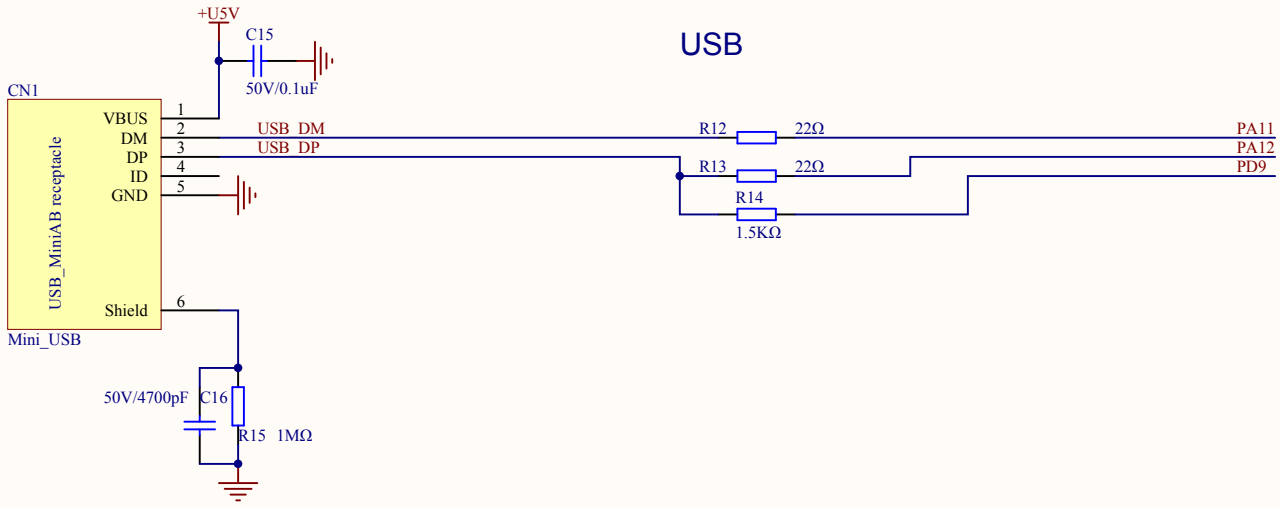 +U5V
C15
USB
50V/0.1uF
CN1
VBUS 1
DM 2 USB_DM R12 22Ω PA11
DP 3 USB_DP PA12
ID 4 R13 22Ω PD9
GND 5
R14
1.5KΩ
USB_MiniAB receptacle
Shield 6
Mini_USB
50V/4700pF C16
R15 1MΩ